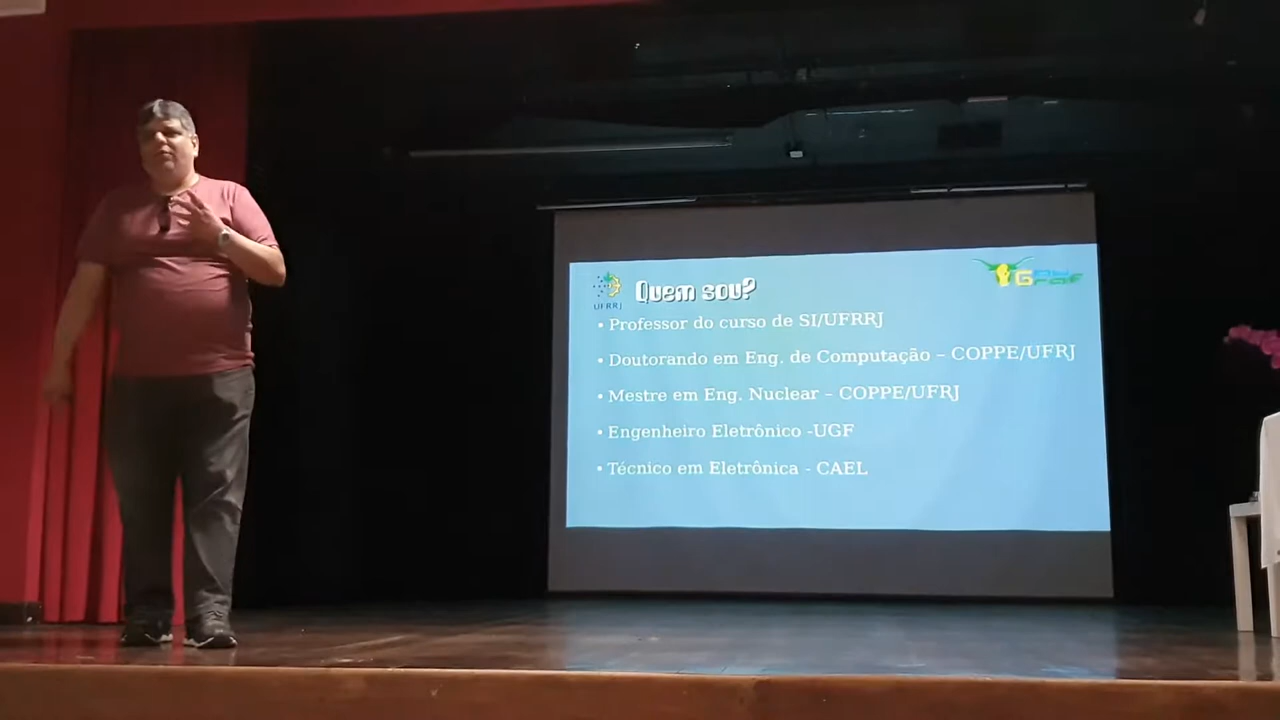 UFRRJ
Quem sou?
• Professor do curso de SI/UFRRJ
• Doutorando em Eng. de Computação – COPPE/UFRJ
• Mestre em Eng. Nuclear – COPPE/UFRJ
• Engenheiro Eletrônico -UGF
• Técnico em Eletrônica - CAEL